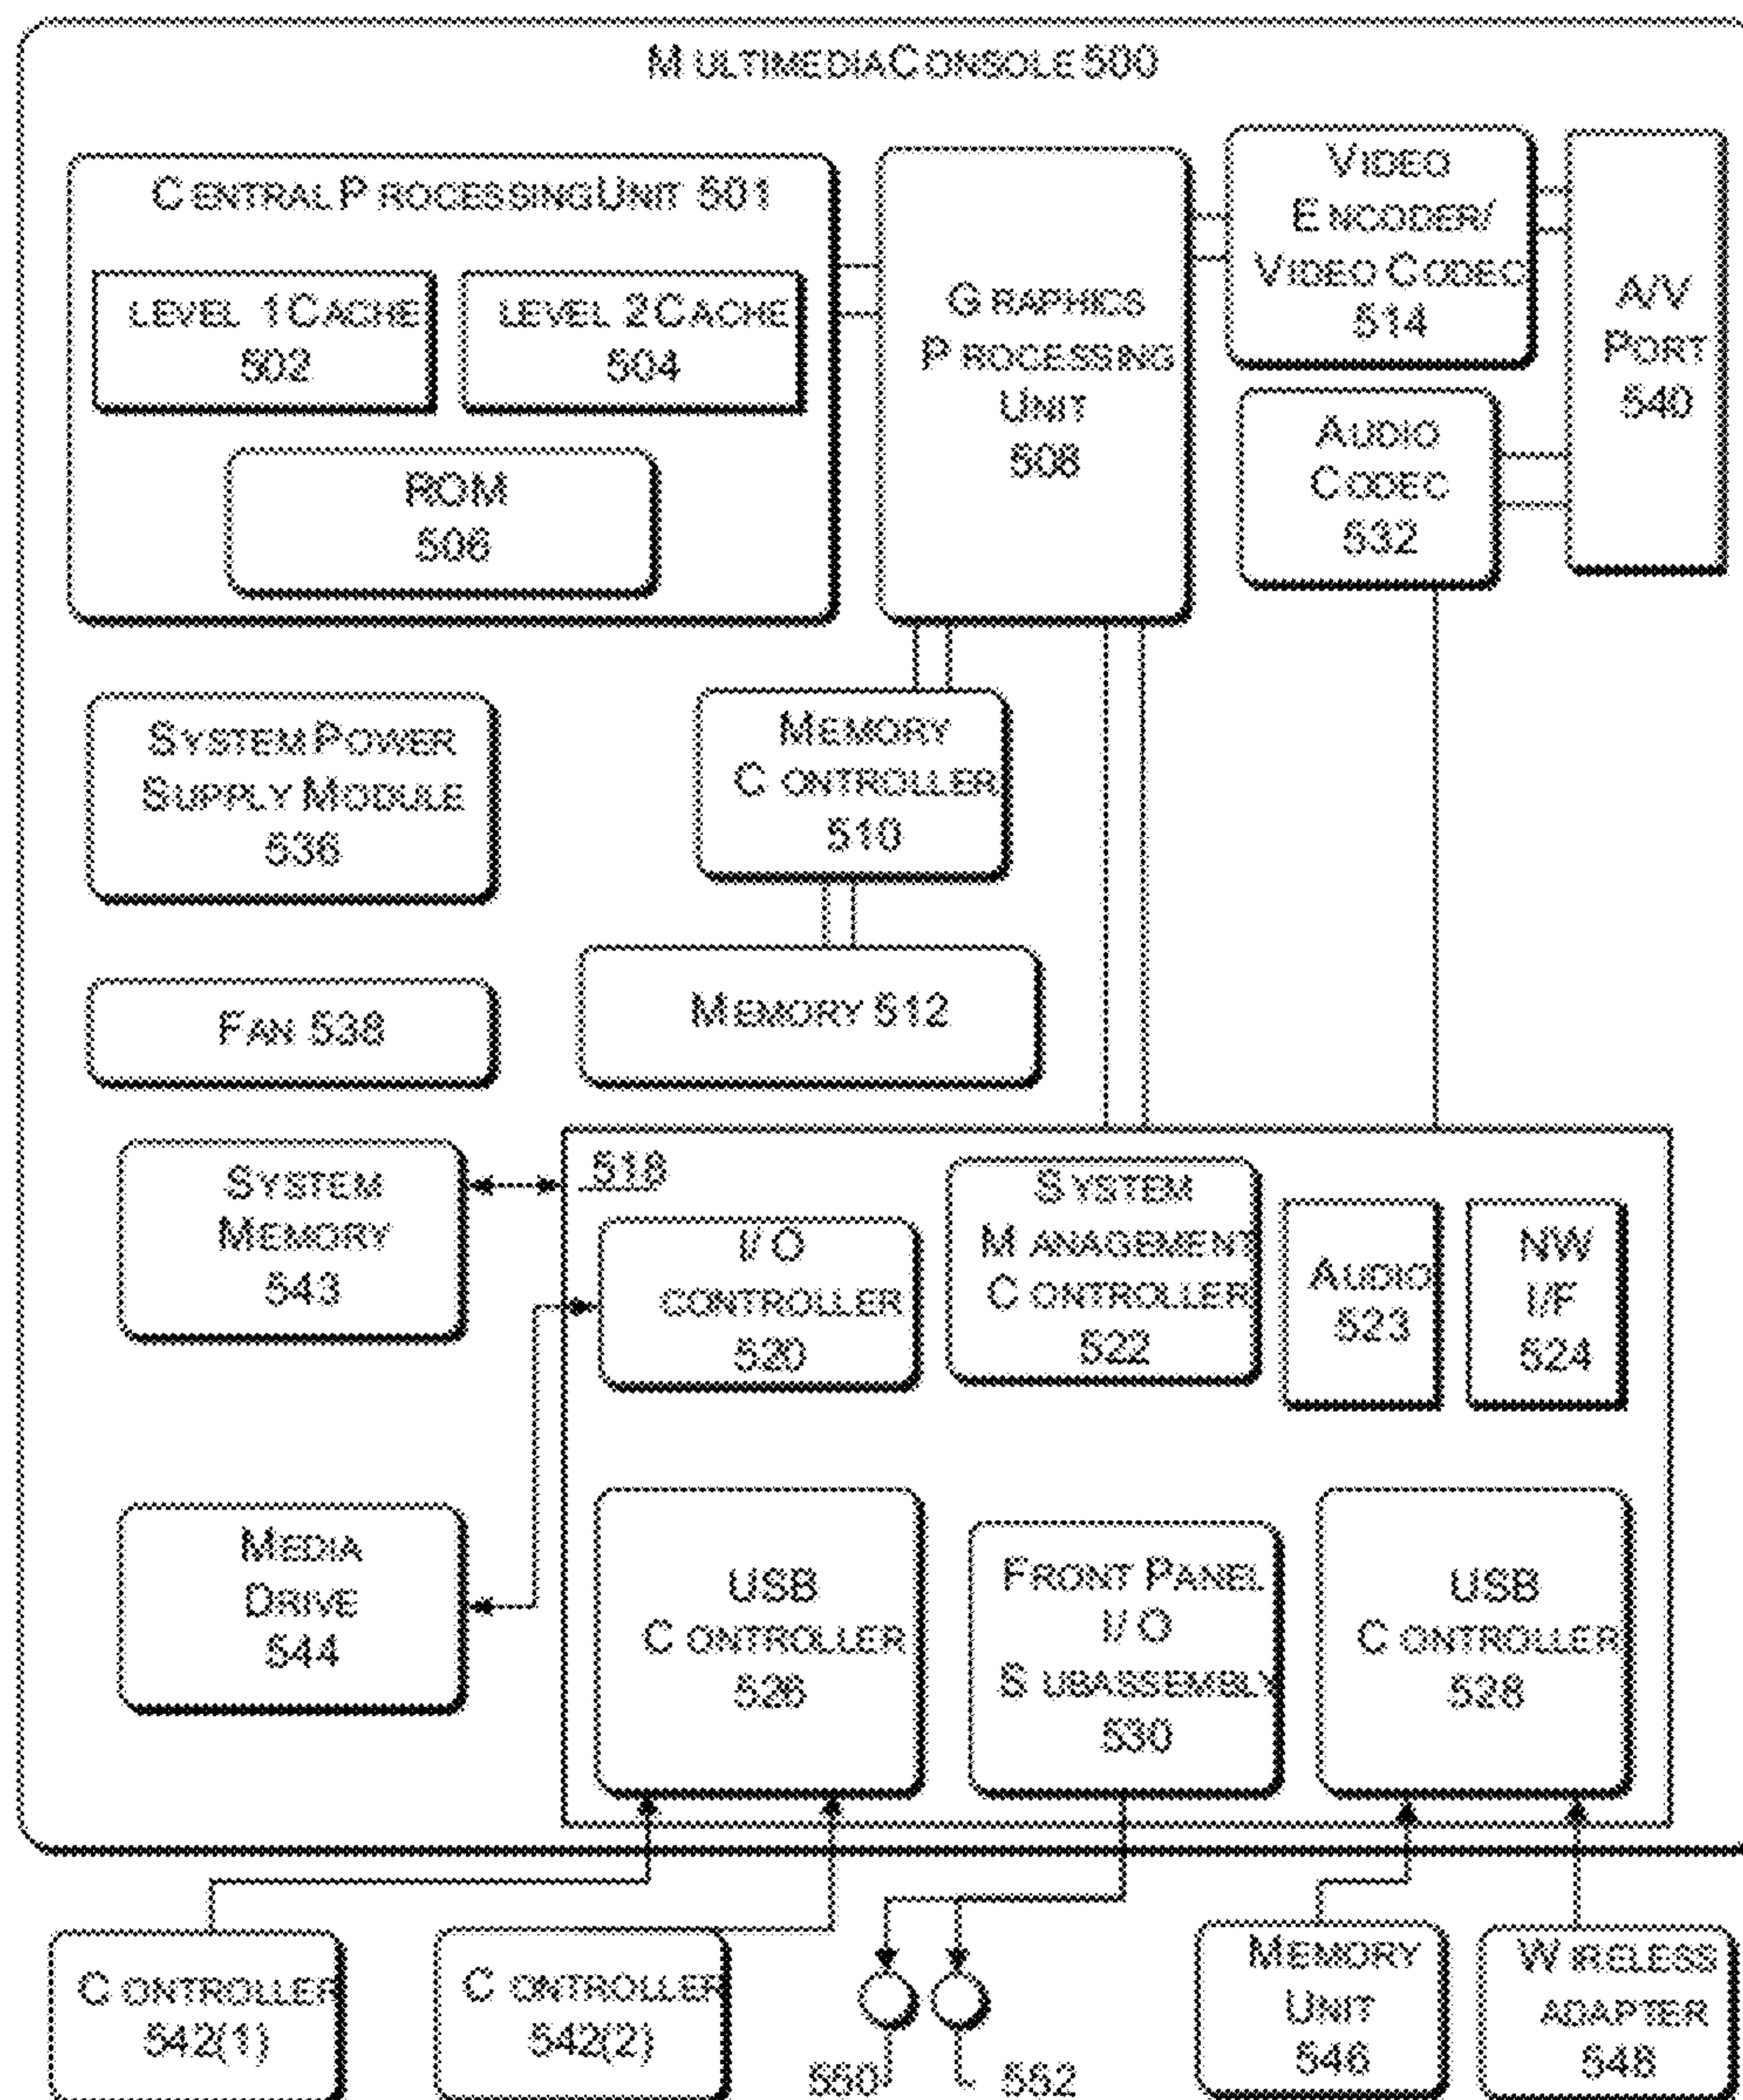 MULTIMEDIA CONSOLE 500
CENTRAL PROCESSING UNIT 501
LEVEL 1 CACHE
502
LEVEL 2 CACHE
504
ROM
506
GRAPHICS
PROCESSING
UNIT
508
VIDEO
ENCODER/
VIDEO CODEC
514
A/V
PORT
540
AUDIO
CODEC
532
SYSTEM POWER
SUPPLY MODULE
536
MEMORY
CONTROLLER
510
FAN 538
MEMORY 512
SYSTEM
MEMORY
543
518
I/O
CONTROLLER
520
SYSTEM
MANAGEMENT
CONTROLLER
522
AUDIO
523
NW
I/F
524
MEDIA
DRIVE
544
USB
CONTROLLER
526
FRONT PANEL
I/O
SUBASSEMBLY
530
USB
CONTROLLER
528
CONTROLLER
542(1)
CONTROLLER
542(2)
550
552
MEMORY
UNIT
546
WIRELESS
ADAPTER
548